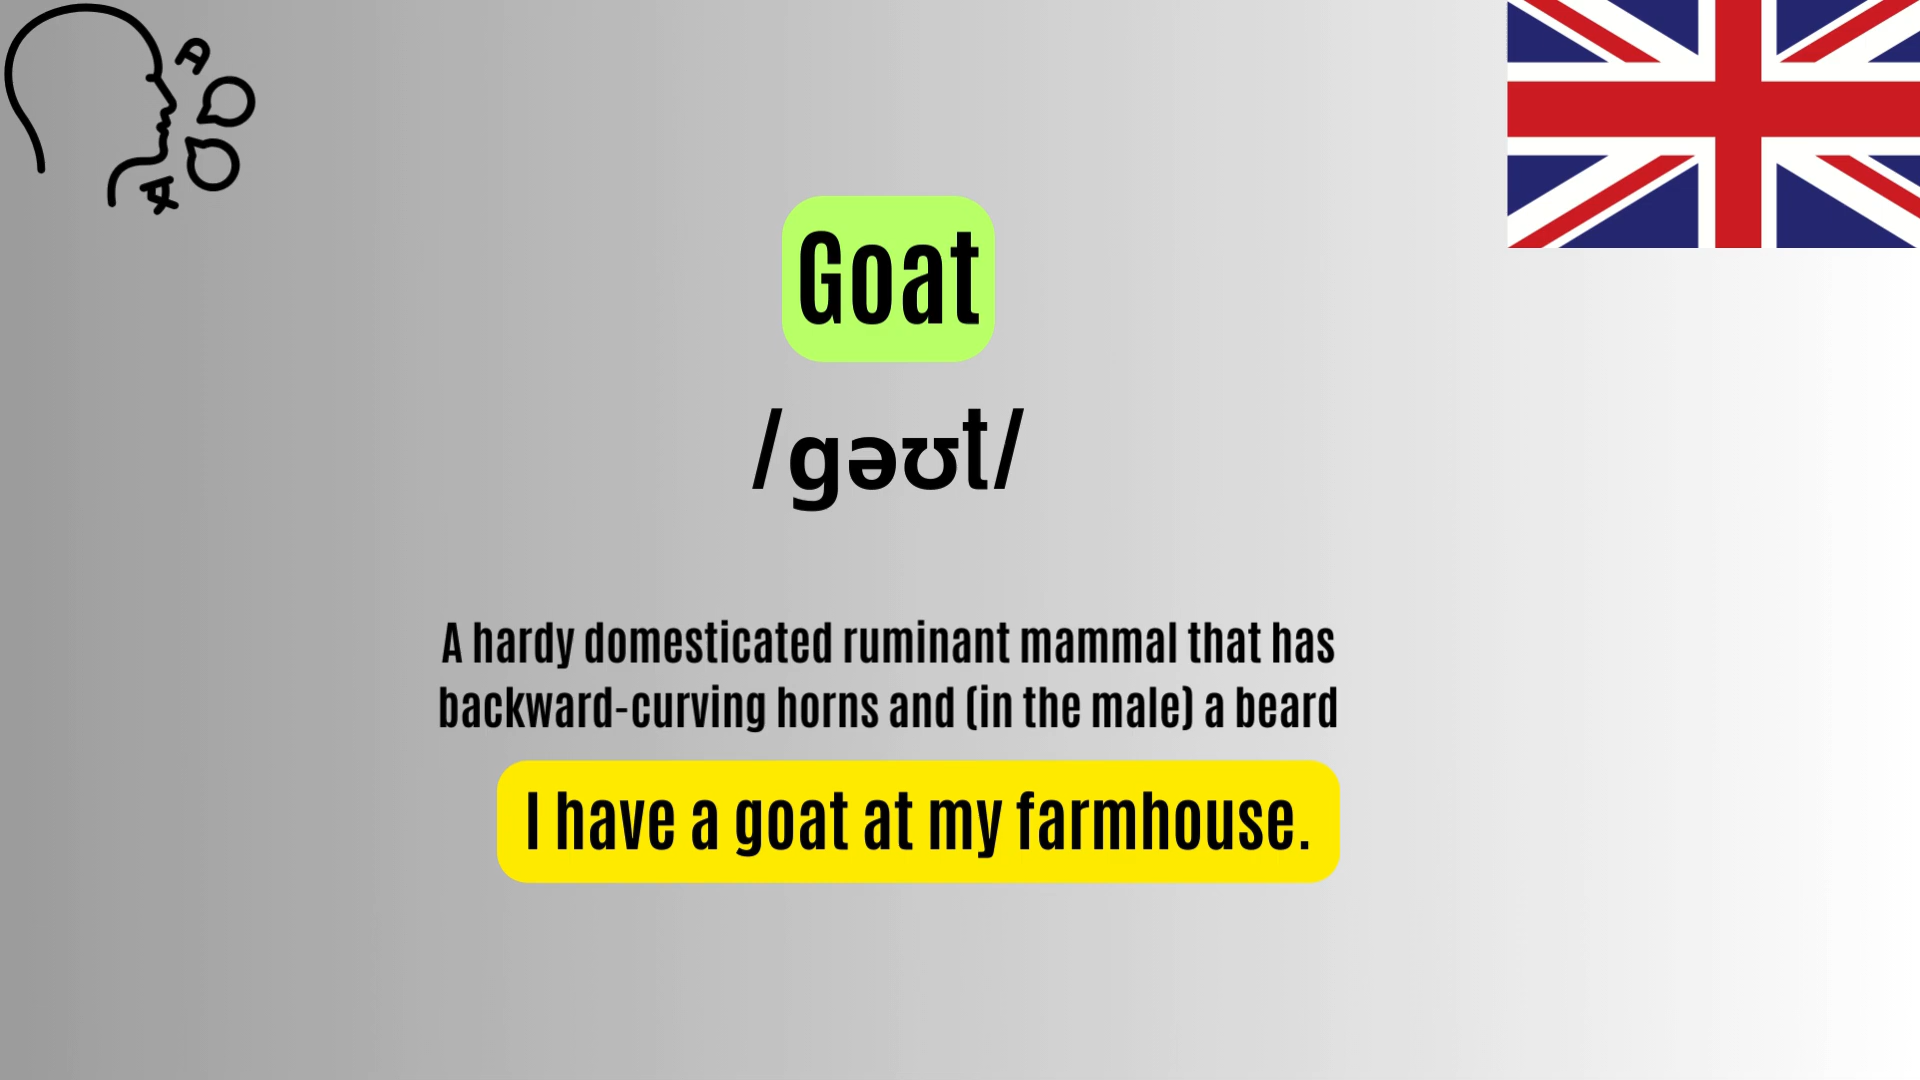 Goat
/gəʊt/
A hardy domesticated ruminant mammal that has
backward-curving horns and (in the male) a beard
I have a goat at my farmhouse.